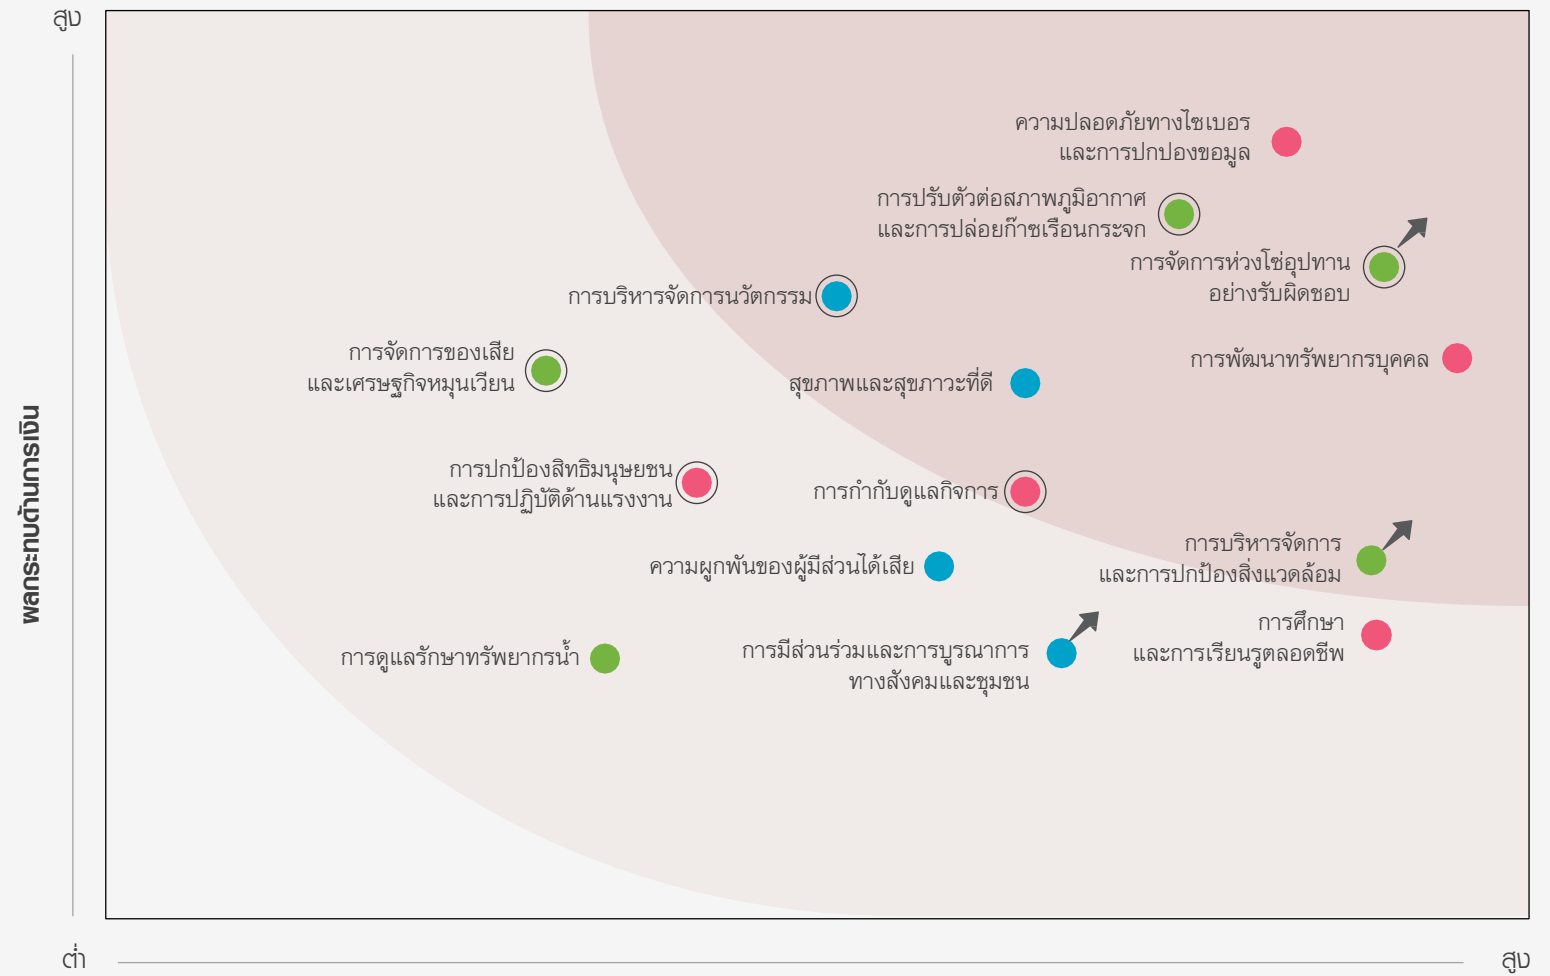 สูง
ความปลอดภัยทางไซเบอร
และการปกปองขอมูล
การปรับตัวต่อสภาพภูมิอากาศ
และการปล่อยก๊าซเรือนกระจก
การจัดการห่วงโซ่อุปทาน
อย่างรับผิดชอบ
การบริหารจัดการนวัตกรรม
การจัดการของเสีย
และเศรษฐกิจหมุนเวียน
สุขภาพและสุขภาวะที่ดี
การพัฒนาทรัพยากรบุคคล
การปกป้องสิทธิมนุษยชน
และการปฏิบัติด้านแรงงาน
การกำกับดูแลกิจการ
ผลกระทบด้านการเงิน
ความผูกพันของผู้มีส่วนได้เสีย
การบริหารจัดการ
และการปกป้องสิ่งแวดล้อม
การดูแลรักษาทรัพยากรน้ำ
การมีส่วนร่วมและการบูรณาการ
ทางสังคมและชุมชน
การศึกษา
และการเรียนรูตลอดชีพ
ต่ำ
สูง